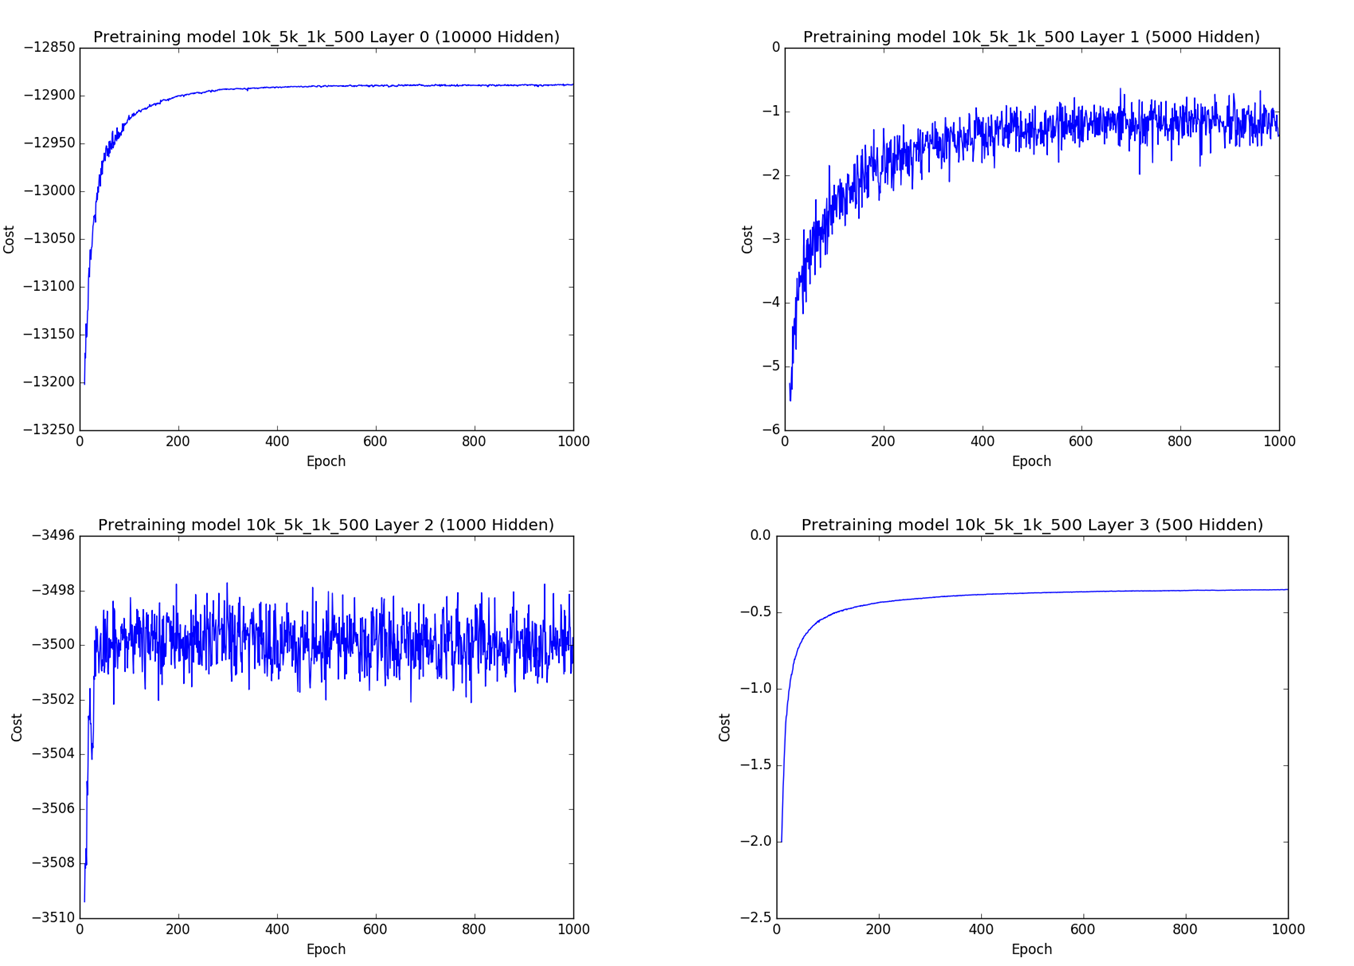 Pretraining model 10k_5k_1k_500 Layer 0 (10000 Hidden)
−12850
−12900
−12950
−13000
−13050
−13100
−13150
−13200
−13250
Cost
0 200 400 600 800 1000
Epoch
Pretraining model 10k_5k_1k_500 Layer 1 (5000 Hidden)
0
−1
−2
−3
−4
−5
−6
Cost
0 200 400 600 800 1000
Epoch
Pretraining model 10k_5k_1k_500 Layer 2 (1000 Hidden)
−3496
−3498
−3500
−3502
−3504
−3506
−3508
−3510
Cost
0 200 400 600 800 1000
Epoch
Pretraining model 10k_5k_1k_500 Layer 3 (500 Hidden)
0.0
−0.5
−1.0
−1.5
−2.0
−2.5
Cost
0 200 400 600 800 1000
Epoch